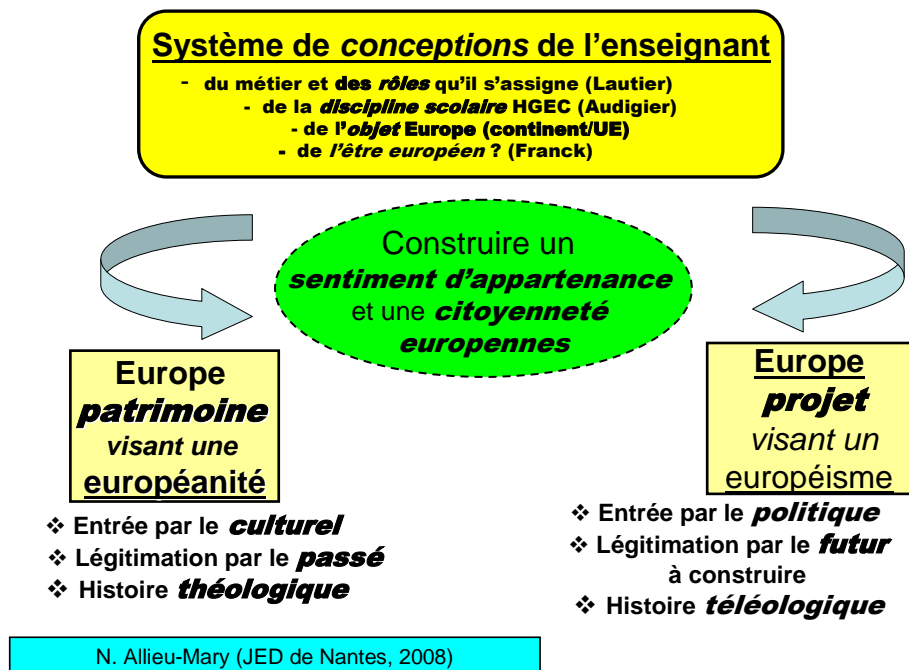 Système de conceptions de l'enseignant
- du métier et des rôles qu'il s'assigne (Lautier)
- de la discipline scolaire HGEC (Audigier)
- de l'objet Europe (continent/UE)
- de l'être européen ? (Franck)
Construire un
sentiment d'appartenance
et une citoyenneté
europennes
Europe
patrimoine
visant une
européanité
❖ Entrée par le culturel
❖ Légitimation par le passé
❖ Histoire théologique
Europe
projet
visant un
européisme
❖ Entrée par le politique
❖ Légitimation par le futur
à construire
❖ Histoire téléologique
N. Allieu-Mary (JED de Nantes, 2008)